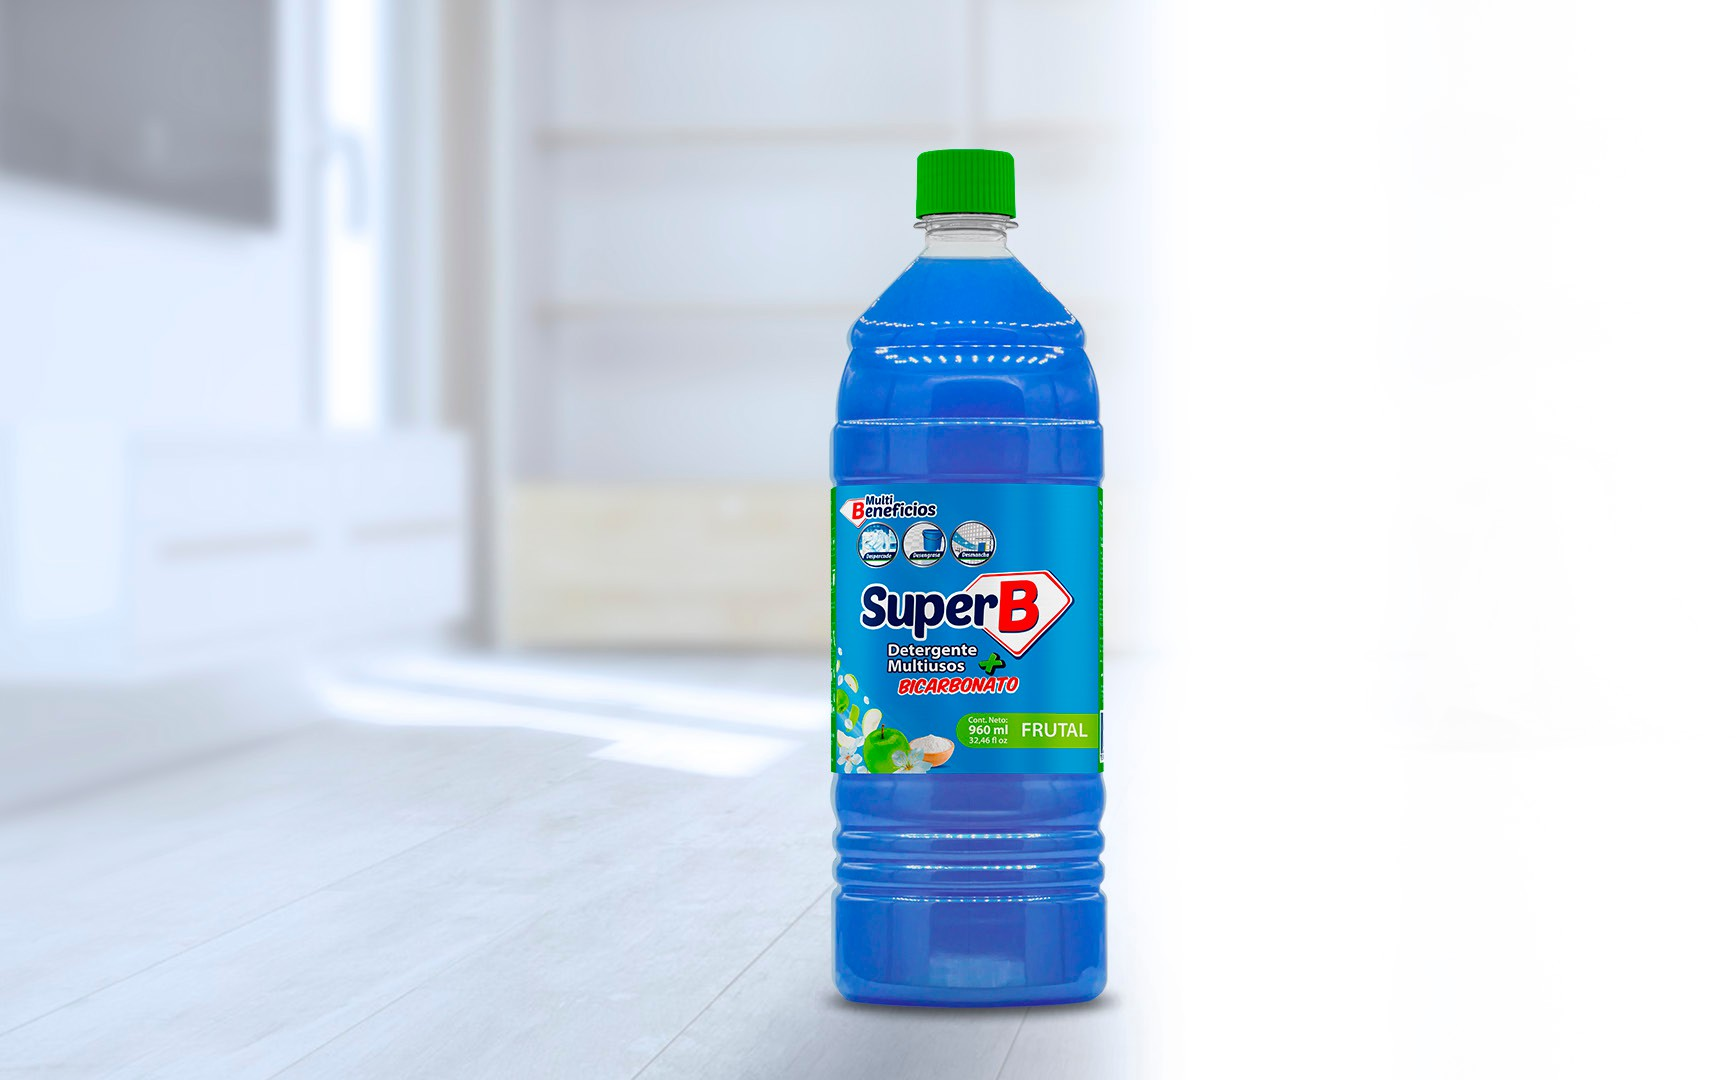 Multi
Beneficios
Despercude Desengrasa Desmancha
SuperB
Detergente
Multiusos +
BICARBONATO
Cont. Neto:
960 ml
32,46 fl oz
FRUTAL